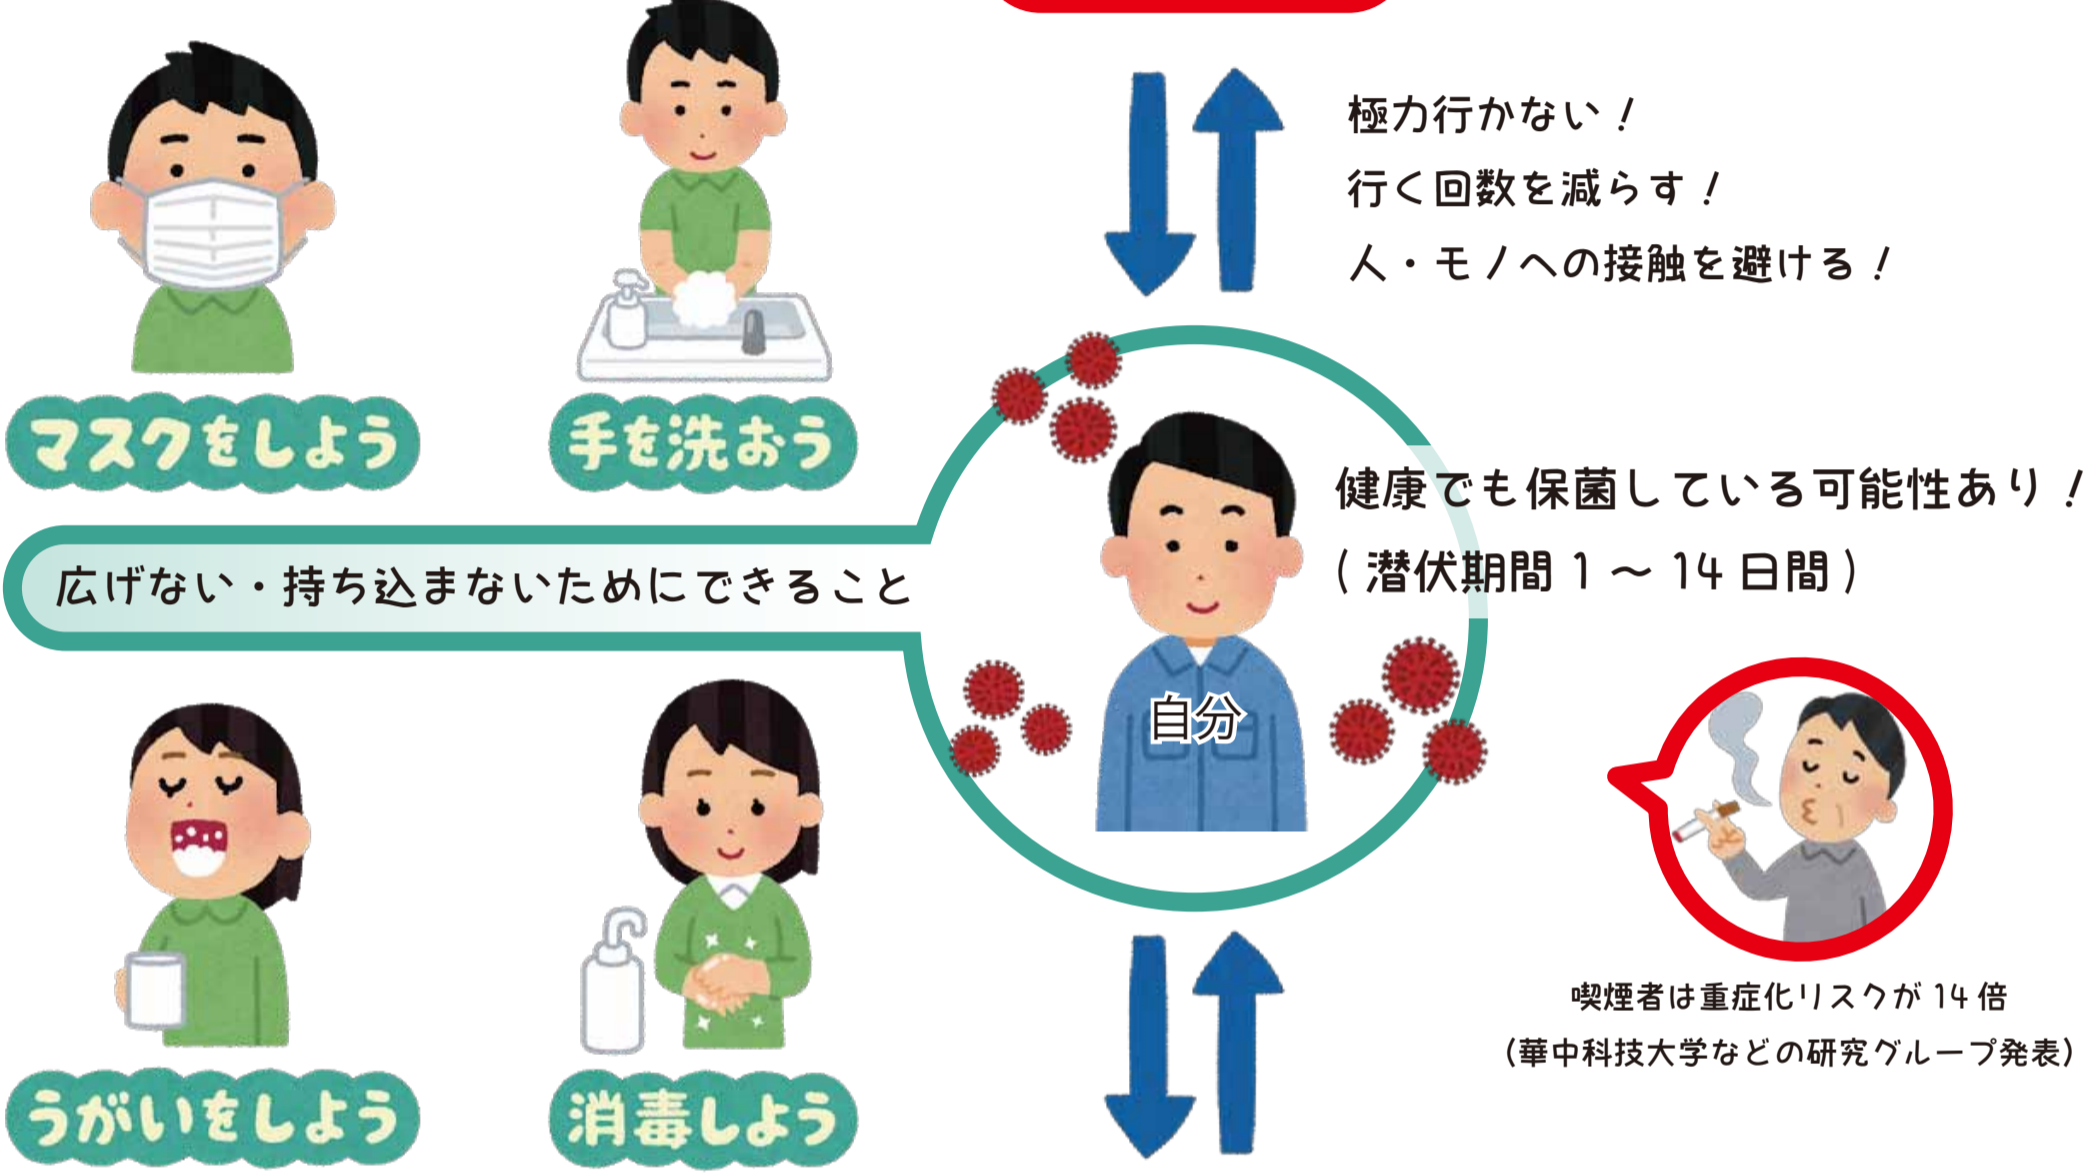 極力行かない！
行く回数を減らす！
人・モノへの接触を避ける！
マスクをしよう
手を洗おう
健康でも保菌している可能性あり！
(潜伏期間1～14日間)
広げない・持ち込まないためにできること
自分
喫煙者は重症化リスクが14倍
(華中科技大学などの研究グループ発表)
うがいをしよう
消毒しよう